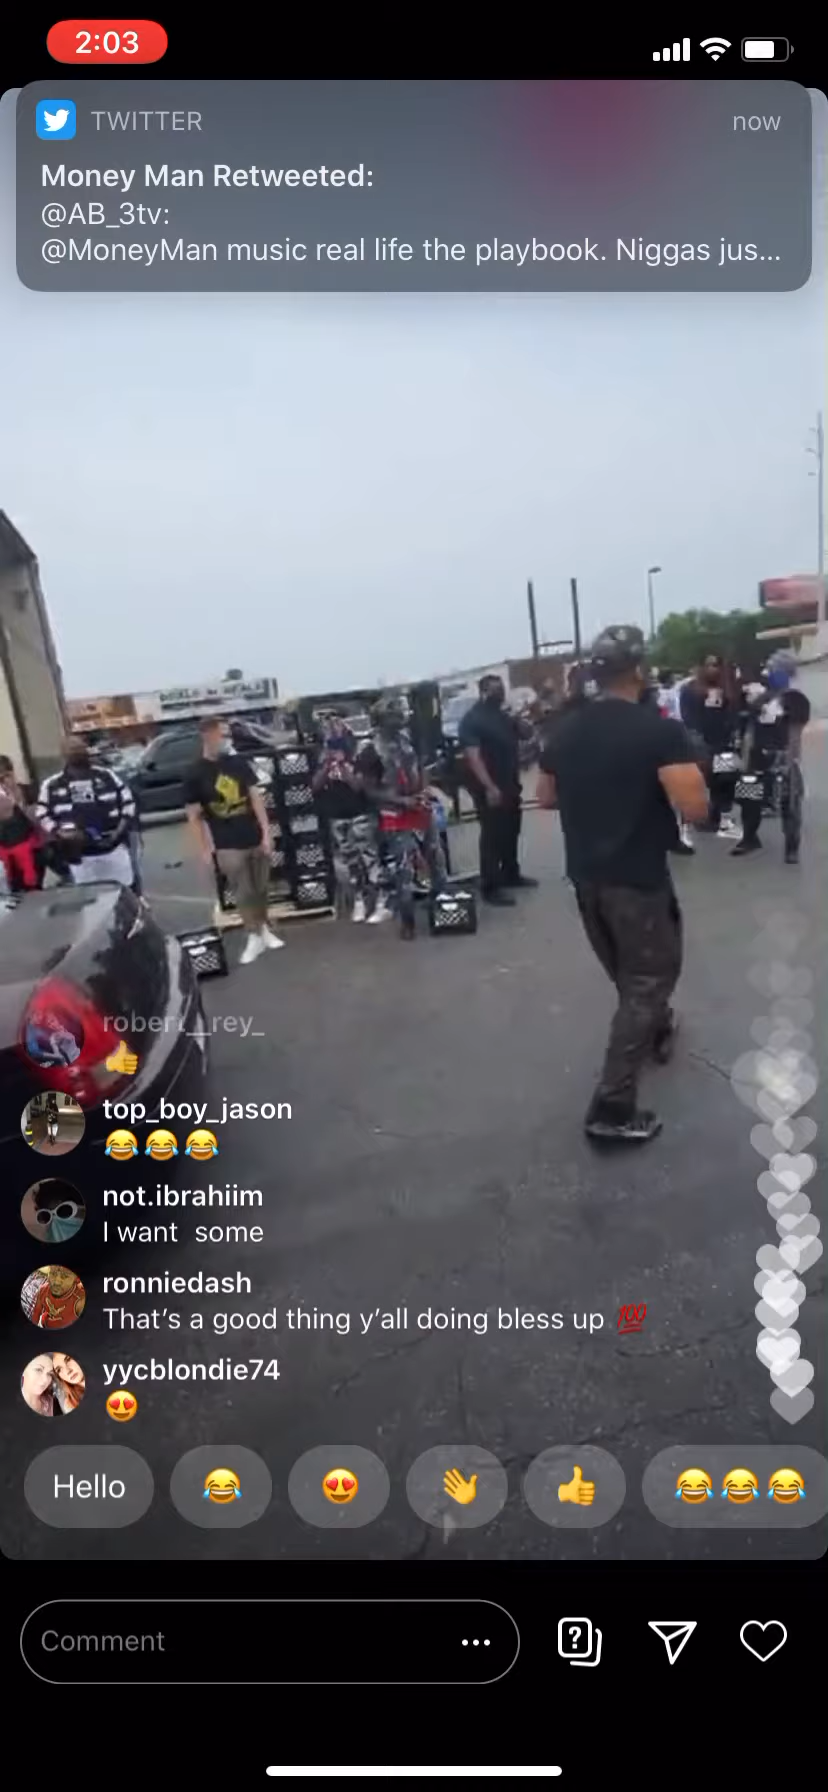 2:03
TWITTER
now
Money Man Retweeted:
@AB_3tv:
@MoneyMan music real life the playbook. Niggas jus...
robert__rey_
👍
top_boy_jason
😂😂😂
not.ibrahiim
I want some
ronniedash
That's a good thing y'all doing bless up 💯
yycblondie74
😍
Hello 😂 😍 👋 👍 😂😂😂
Comment